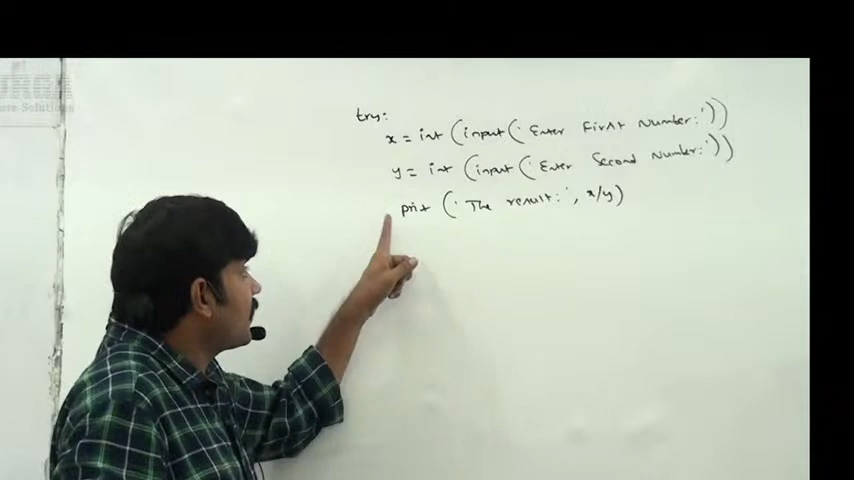 try:
x = int (input ('Enter First Number:'))
y = int (input ('Enter Second Number:'))
print ('The result:', x/y)